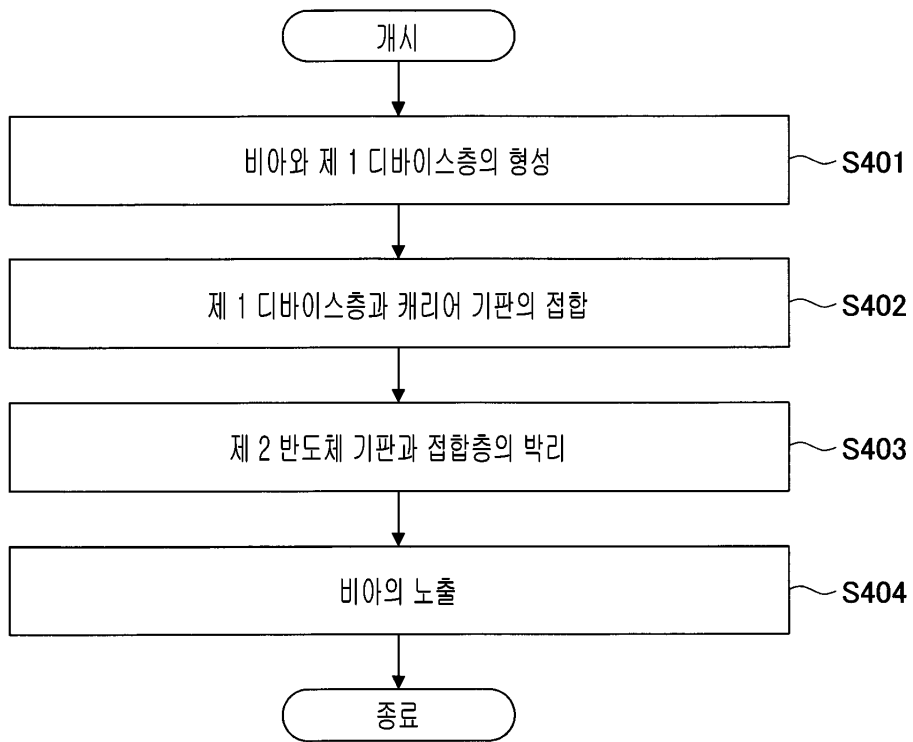 개시
비아와 제 1 디바이스층의 형성
S401
제 1 디바이스층과 캐리어 기판의 접합
S402
제 2 반도체 기판과 접합층의 박리
S403
비아의 노출
S404
종료